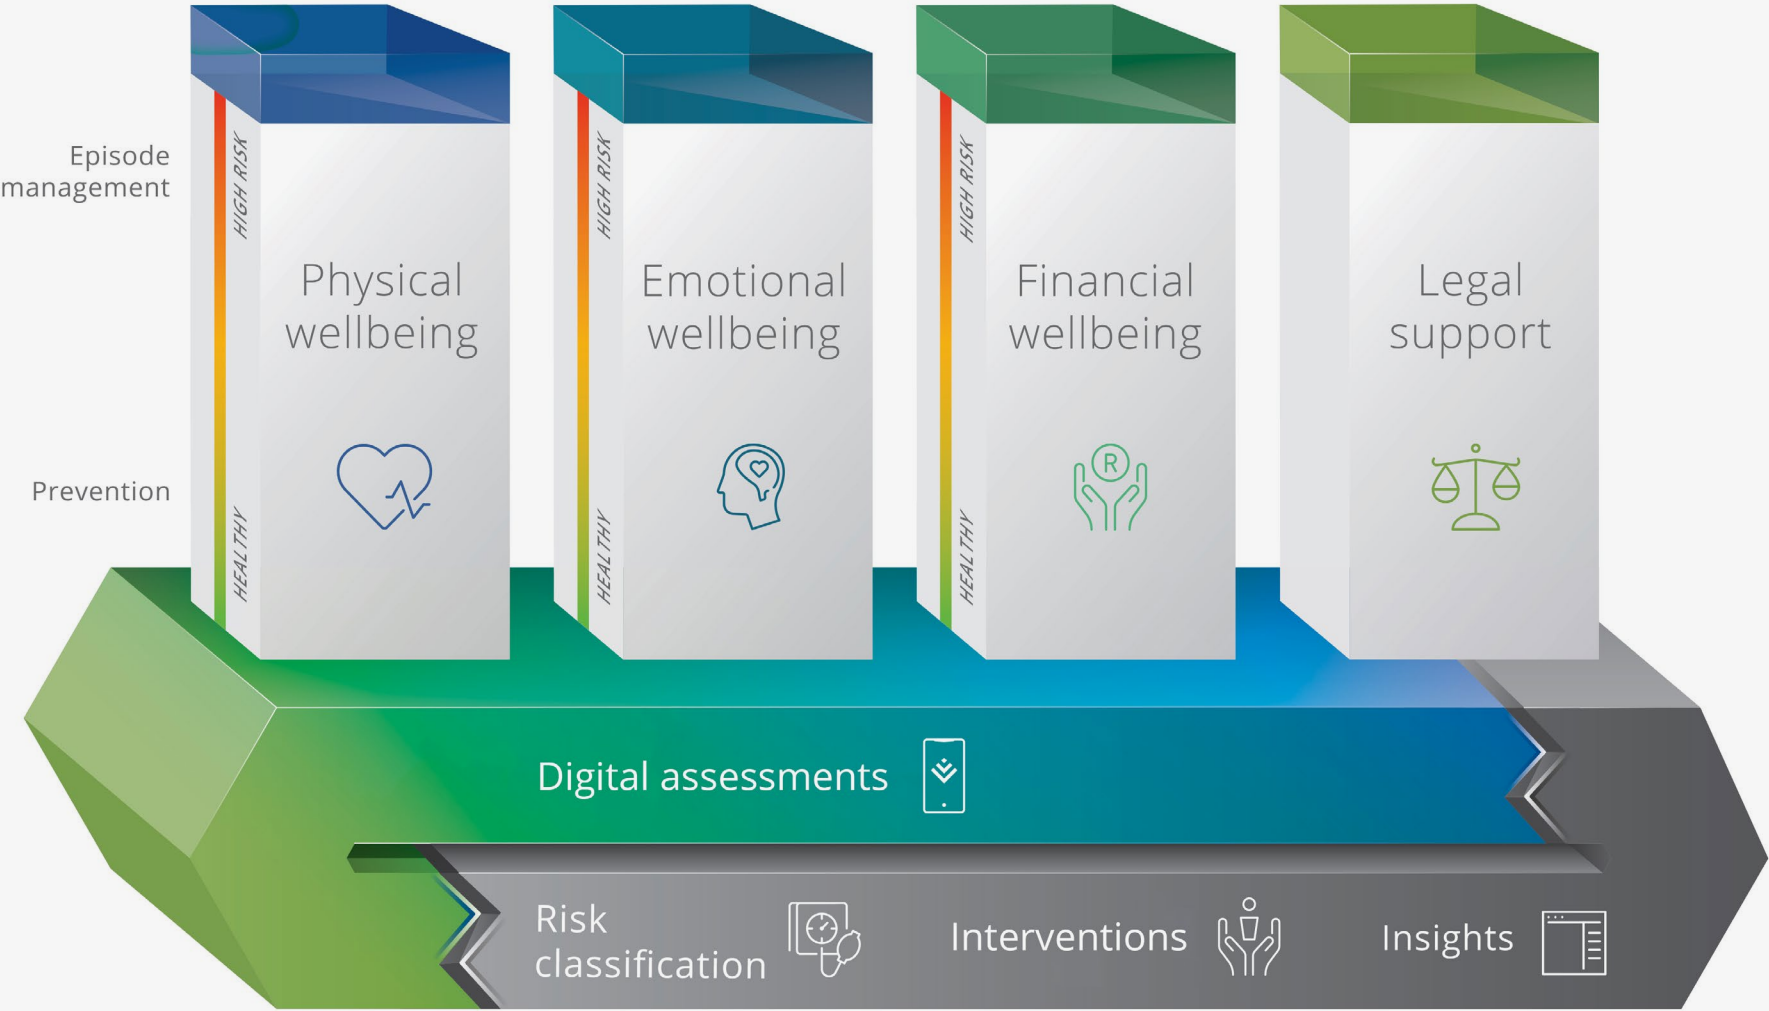 Episode
management
Prevention
HIGH RISK
HEALTHY
Physical
wellbeing
HIGH RISK
HEALTHY
Emotional
wellbeing
HIGH RISK
HEALTHY
Financial
wellbeing
R
Legal
support
Digital assessments
Risk
classification
Interventions
Insights